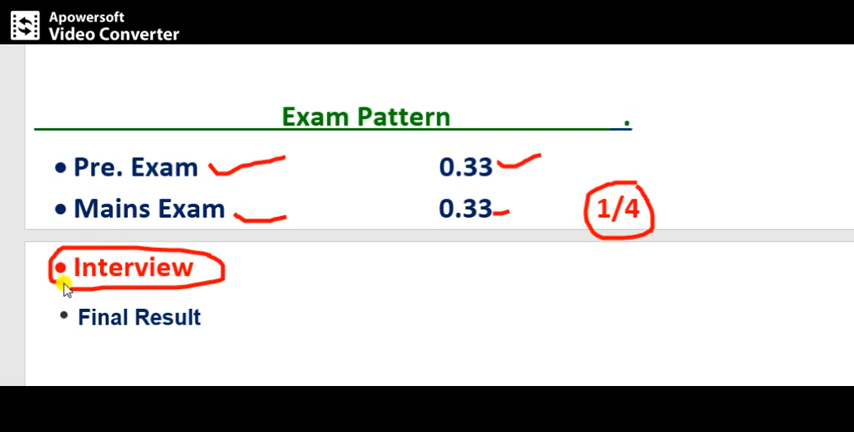 Apowersoft
Video Converter
Exam Pattern .
• Pre. Exam 0.33
• Mains Exam 0.33 1/4
• Interview
• Final Result